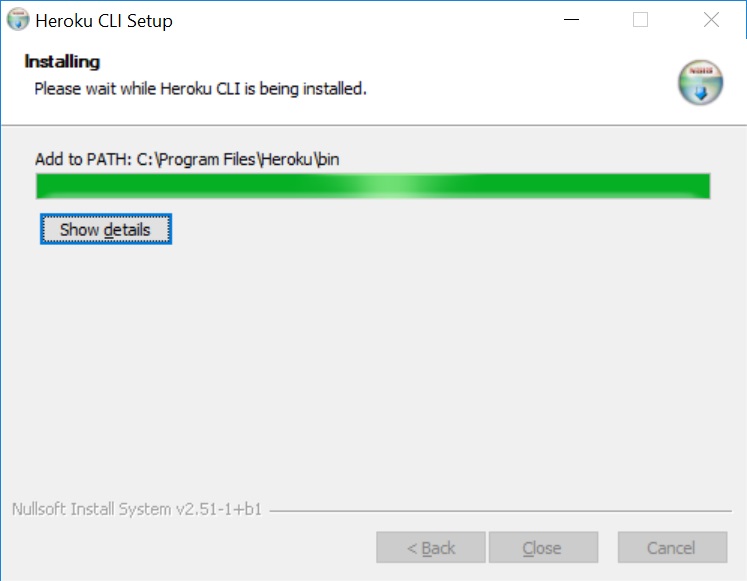 Heroku CLI Setup
Installing
Please wait while Heroku CLI is being installed.
Add to PATH: C:\Program Files\Heroku\bin
Show details
Nullsoft Install System v2.51-1+b1
< Back Close Cancel